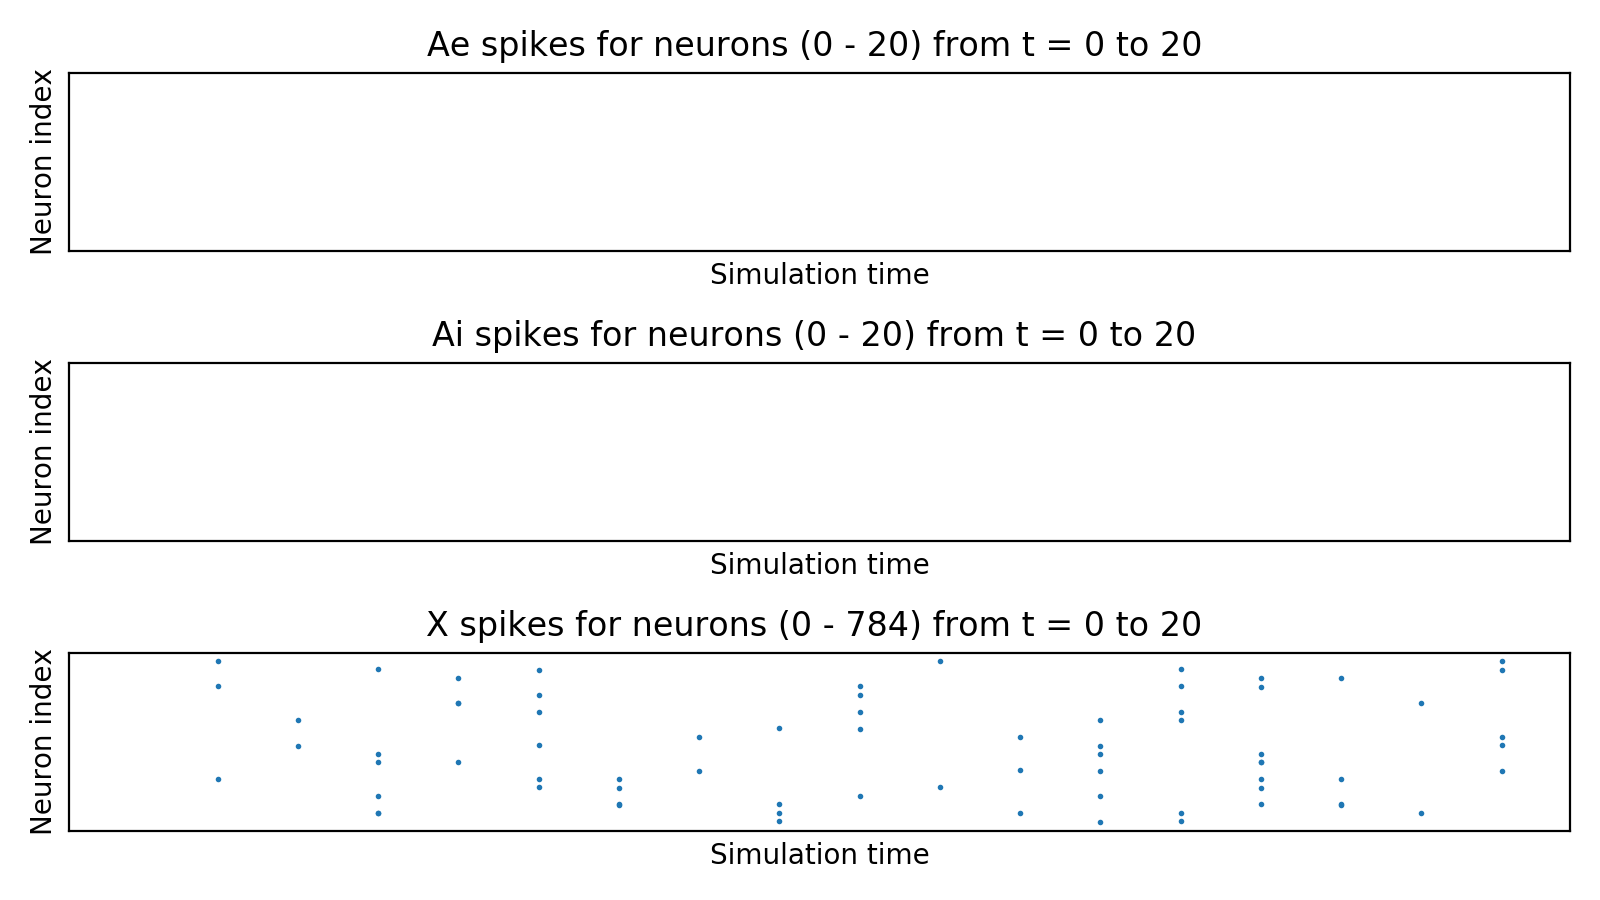 Ae spikes for neurons (0 - 20) from t = 0 to 20
Neuron index
Simulation time
Ai spikes for neurons (0 - 20) from t = 0 to 20
Neuron index
Simulation time
X spikes for neurons (0 - 784) from t = 0 to 20
Neuron index
Simulation time